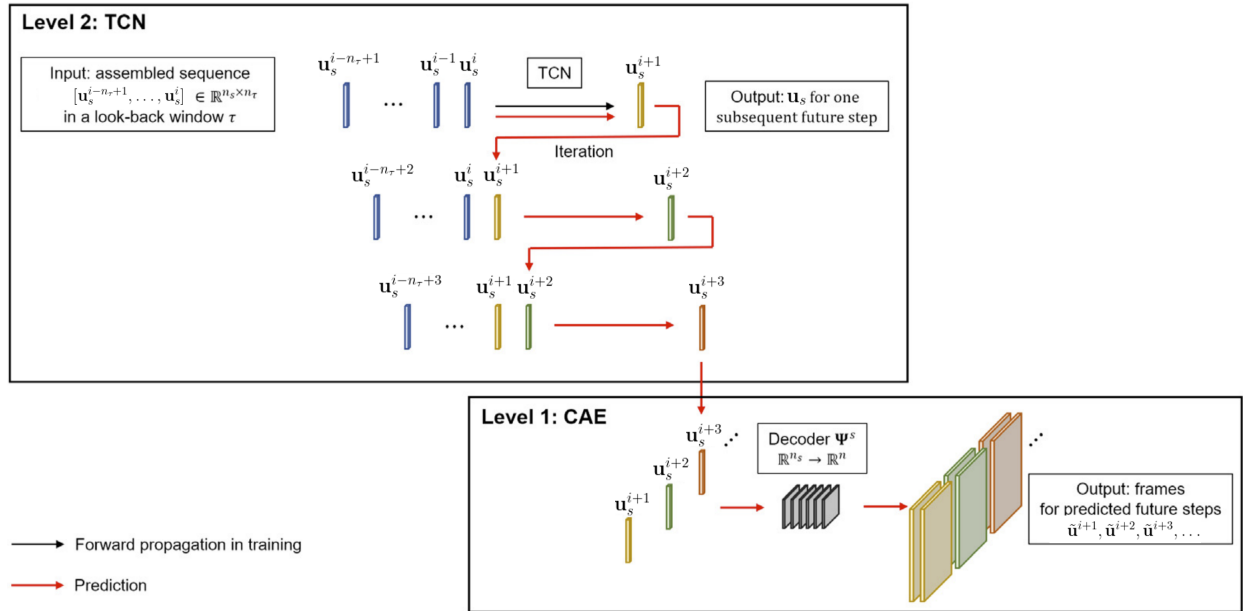 Level 2: TCN
Input: assembled sequence
[𝐮_s^{i−n_τ+1}, . . . , 𝐮_s^i] ∈ ℝ^{n_s×n_τ}
in a look-back window τ
𝐮_s^{i−n_τ+1} 𝐮_s^{i−1} 𝐮_s^i
...
TCN
𝐮_s^{i+1}
Output: 𝐮_s for one
subsequent future step
Iteration
𝐮_s^{i−n_τ+2} 𝐮_s^i 𝐮_s^{i+1}
...
𝐮_s^{i+2}
𝐮_s^{i−n_τ+3} 𝐮_s^{i+1} 𝐮_s^{i+2}
...
𝐮_s^{i+3}
Level 1: CAE
𝐮_s^{i+1}
𝐮_s^{i+2}
𝐮_s^{i+3} ...
Decoder 𝚿^s
ℝ^{n_s} → ℝ^n
...
Output: frames
for predicted future steps
𝐮̃^{i+1}, 𝐮̃^{i+2}, 𝐮̃^{i+3}, . . .
Forward propagation in training
Prediction